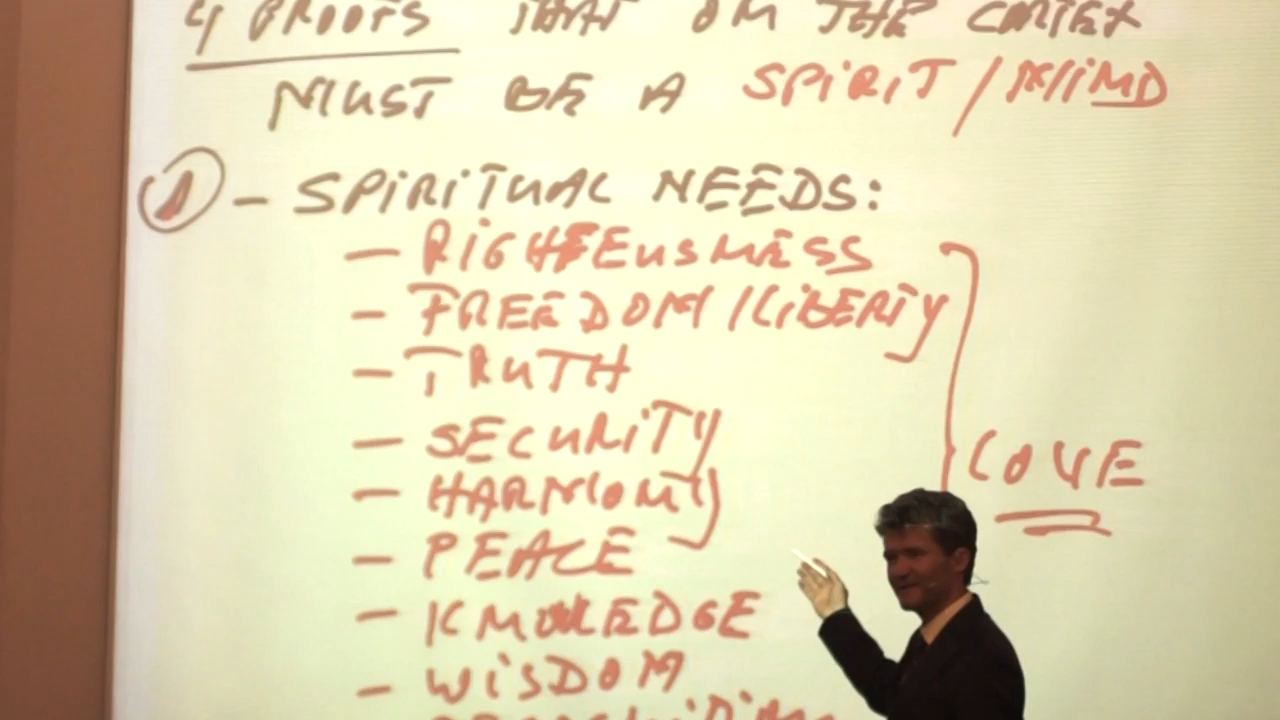 4 PROOFS THAT ON THE CORTEX
MUST BE A SPIRIT / MIND
1 - SPIRITUAL NEEDS:
- RIGHTEUSNESS
- FREEDOM / LIBERTY
- TRUTH
- SECURITY
- HARMONY
LOVE
- PEACE
- KNOWLEDGE
- WISDOM